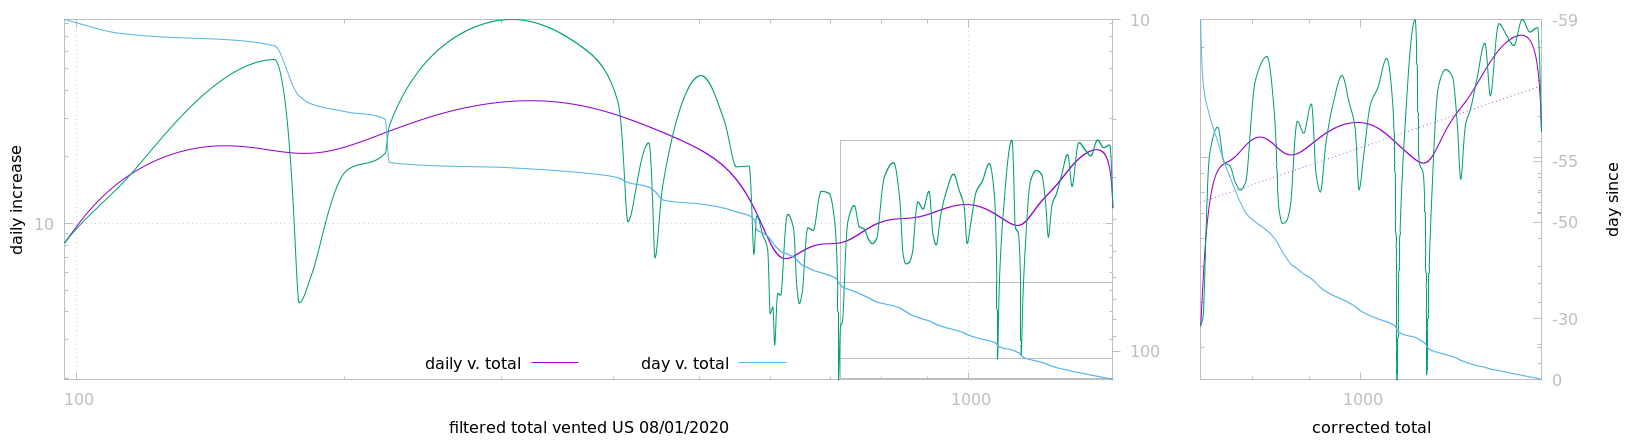 10
-59
daily increase
10
-55
-50
day since
-30
daily v. total
day v. total
100
0
100
1000
1000
filtered total vented US 08/01/2020
corrected total